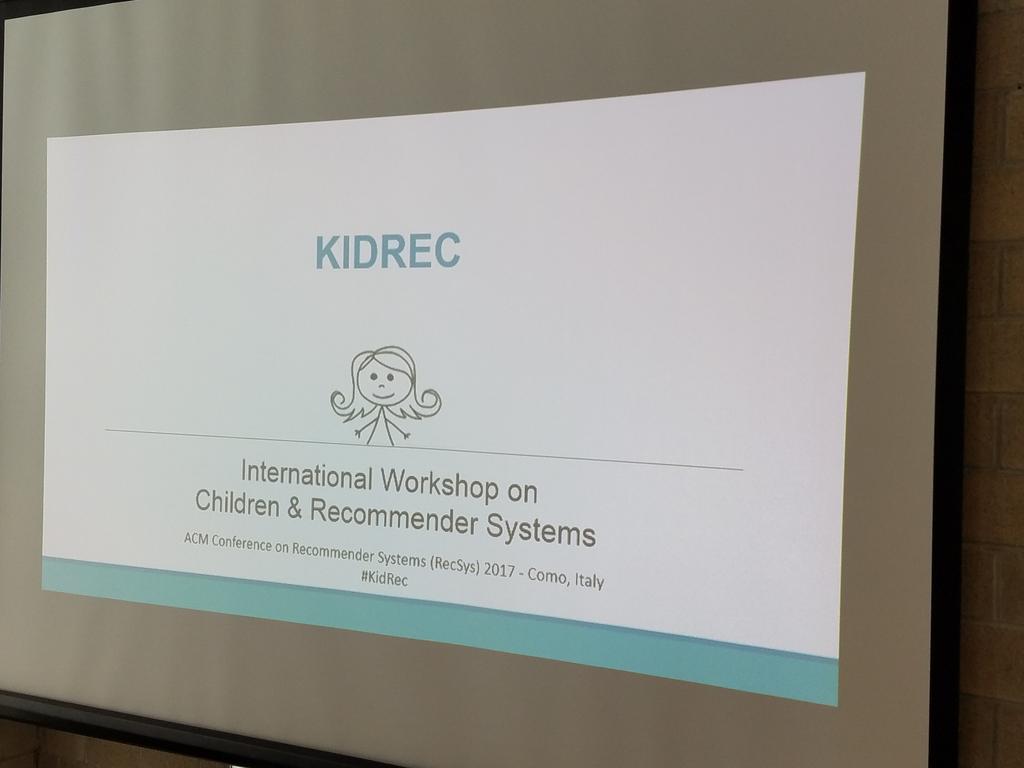 KIDREC
International Workshop on
Children & Recommender Systems
ACM Conference on Recommender Systems (RecSys) 2017 - Como, Italy
#KidRec